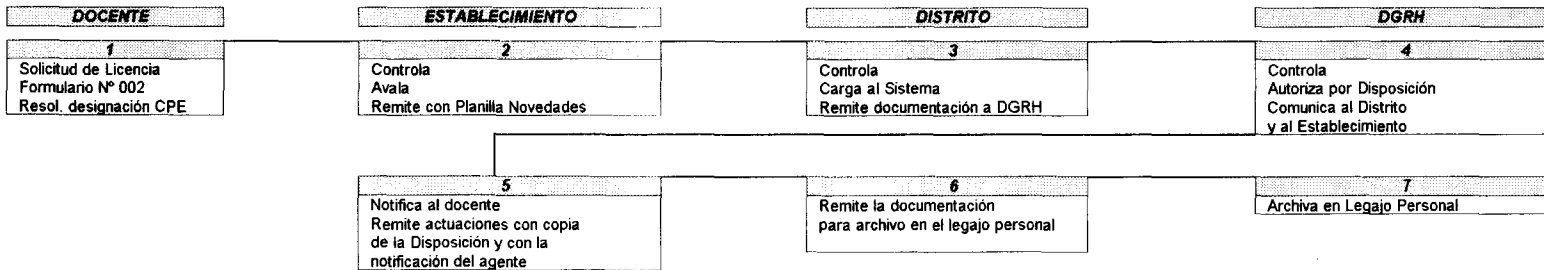 DOCENTE
ESTABLECIMIENTO
DISTRITO
DGRH
1
Solicitud de Licencia
Formulario Nº 002
Resol. designación CPE
2
Controla
Avala
Remite con Planilla Novedades
3
Controla
Carga al Sistema
Remite documentación a DGRH
4
Controla
Autoriza por Disposición
Comunica al Distrito
y al Establecimiento
5
Notifica al docente
Remite actuaciones con copia
de la Disposición y con la
notificación del agente
6
Remite la documentación
para archivo en el legajo personal
7
Archiva en Legajo Personal